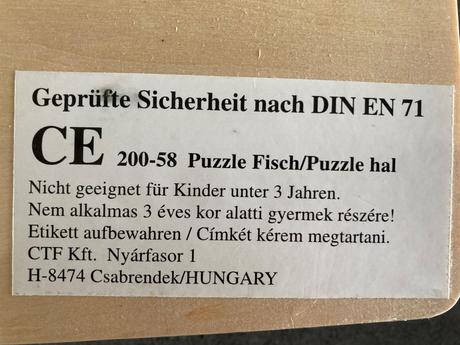 Geprüfte Sicherheit nach DIN EN 71
CE 200-58 Puzzle Fisch/Puzzle hal
Nicht geeignet für Kinder unter 3 Jahren.
Nem alkalmas 3 éves kor alatti gyermek részére!
Etikett aufbewahren / Címkét kérem megtartani.
CTF Kft. Nyárfasor 1
H-8474 Csabrendek/HUNGARY